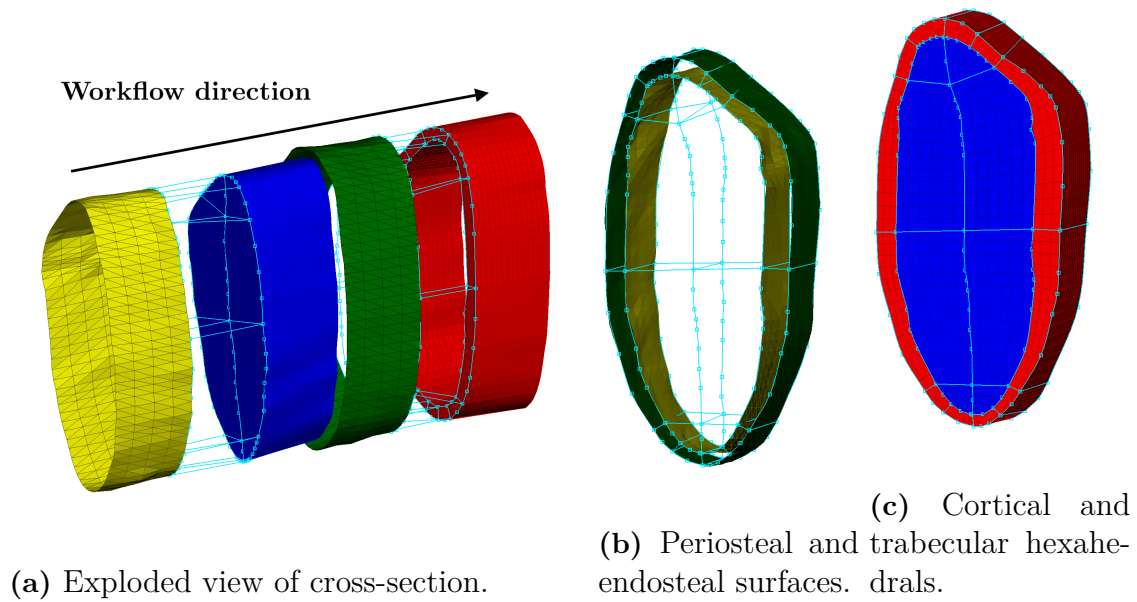 Workflow direction
(a) Exploded view of cross-section.
(b) Periosteal and
endosteal surfaces.
(c) Cortical and
trabecular hexahe-
drals.